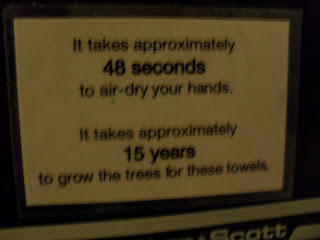 It takes approximately
48 seconds
to air-dry your hands.
It takes approximately
15 years
to grow the trees for these towels.
Scott